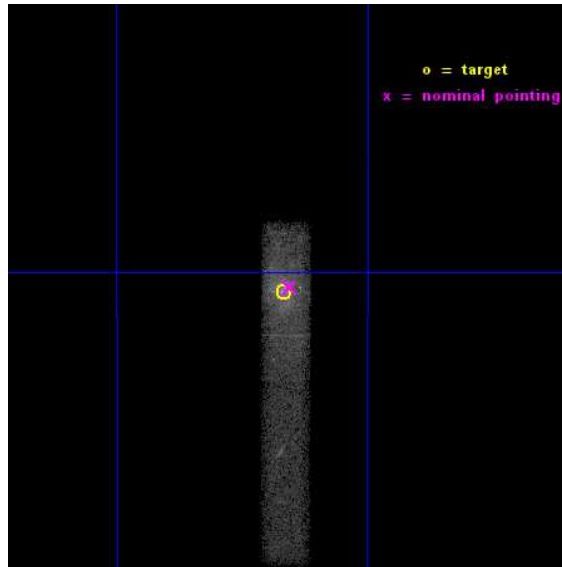 o = target
x = nominal pointing